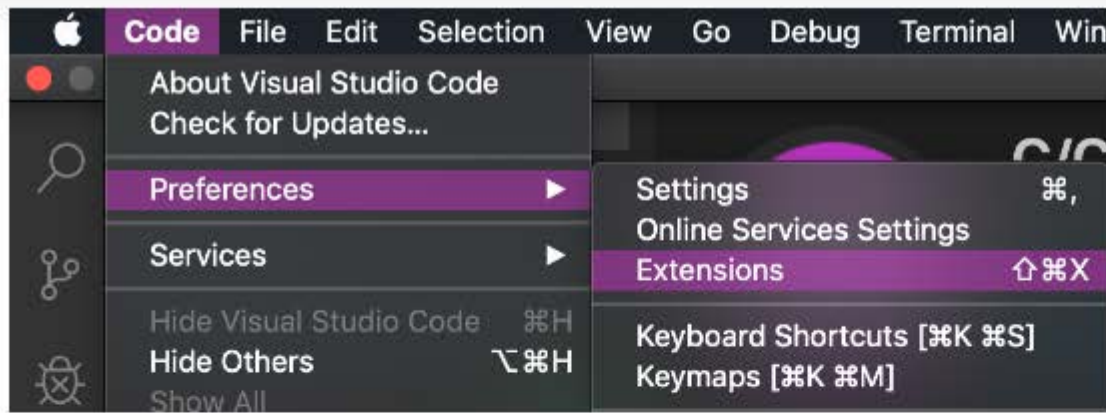 Code File Edit Selection View Go Debug Terminal Win
About Visual Studio Code
Check for Updates...
C/C
Preferences ▶
Settings ⌘,
Online Services Settings
Services ▶
Extensions ⇧⌘X
Hide Visual Studio Code ⌘H
Keyboard Shortcuts [⌘K ⌘S]
Hide Others ⌥⌘H
Keymaps [⌘K ⌘M]
Show All